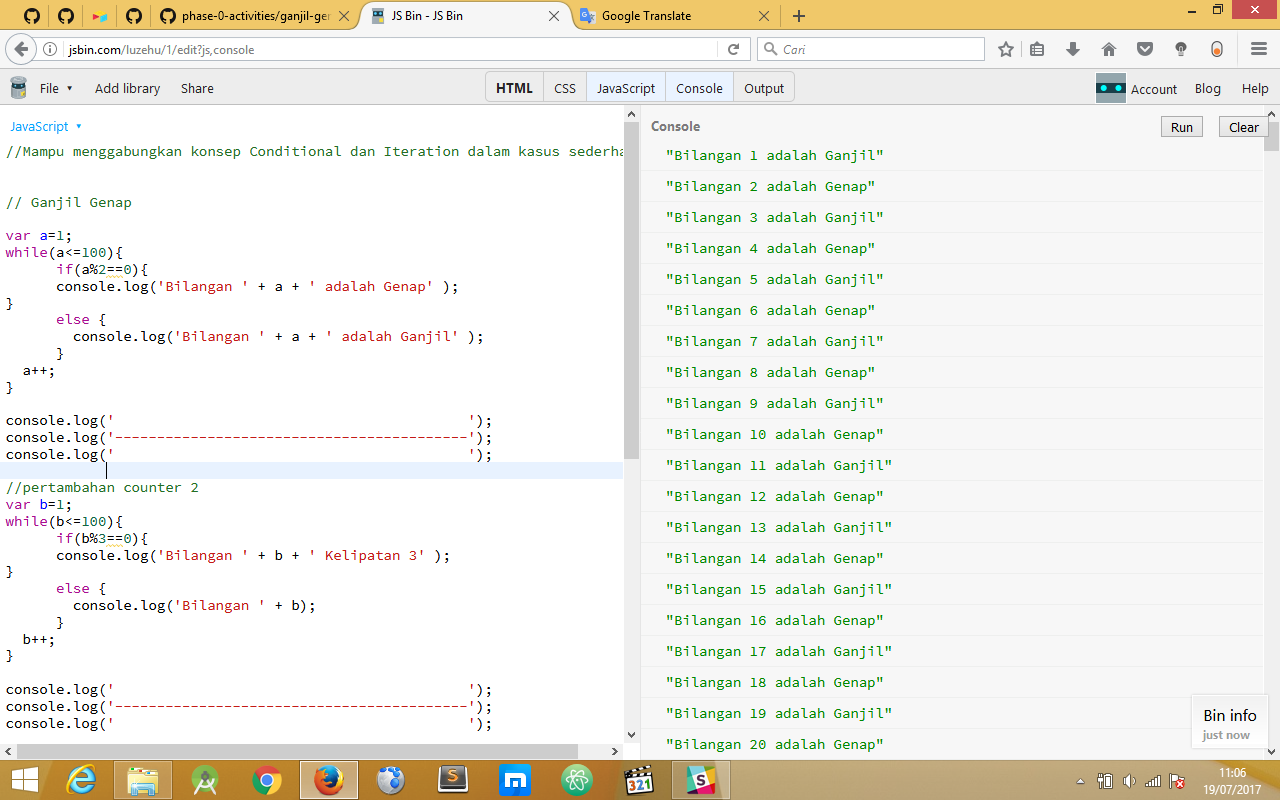 phase-0-activities/ganjil-ger
JS Bin - JS Bin
Google Translate
jsbin.com/luzehu/1/edit?js,console
Cari
File
Add library
Share
HTML
CSS
JavaScript
Console
Output
Account
Blog
Help
JavaScript
//Mampu menggabungkan konsep Conditional dan Iteration dalam kasus sederha
// Ganjil Genap
var a=1;
while(a<=100){
if(a%2==0){
console.log('Bilangan ' + a + ' adalah Genap' );
}
else {
console.log('Bilangan ' + a + ' adalah Ganjil' );
}
a++;
}
console.log('                                          ');
console.log('------------------------------------------');
console.log('                                          ');
//pertambahan counter 2
var b=1;
while(b<=100){
if(b%3==0){
console.log('Bilangan ' + b + ' Kelipatan 3' );
}
else {
console.log('Bilangan ' + b);
}
b++;
}
console.log('                                          ');
console.log('------------------------------------------');
console.log('                                          ');
Console
Run
Clear
"Bilangan 1 adalah Ganjil"
"Bilangan 2 adalah Genap"
"Bilangan 3 adalah Ganjil"
"Bilangan 4 adalah Genap"
"Bilangan 5 adalah Ganjil"
"Bilangan 6 adalah Genap"
"Bilangan 7 adalah Ganjil"
"Bilangan 8 adalah Genap"
"Bilangan 9 adalah Ganjil"
"Bilangan 10 adalah Genap"
"Bilangan 11 adalah Ganjil"
"Bilangan 12 adalah Genap"
"Bilangan 13 adalah Ganjil"
"Bilangan 14 adalah Genap"
"Bilangan 15 adalah Ganjil"
"Bilangan 16 adalah Genap"
"Bilangan 17 adalah Ganjil"
"Bilangan 18 adalah Genap"
"Bilangan 19 adalah Ganjil"
"Bilangan 20 adalah Genap"
Bin info
just now
321
11:06
19/07/2017